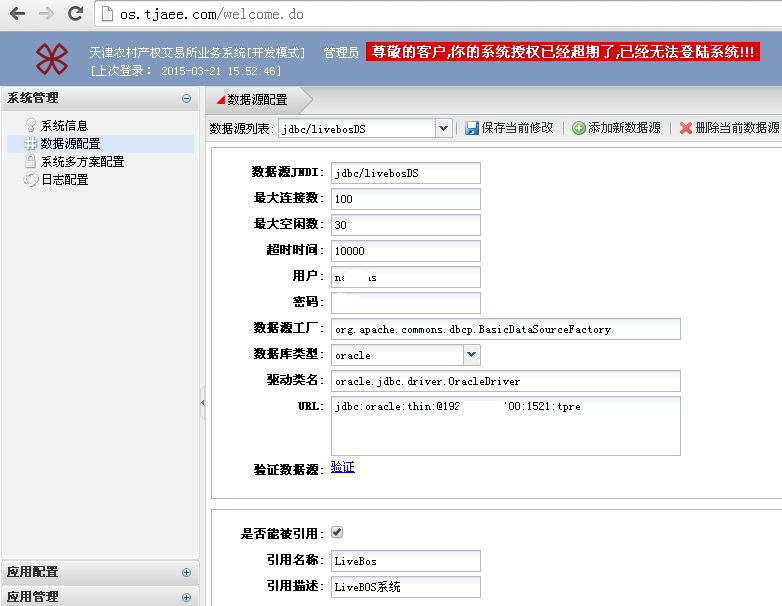 os.tjaee.com/welcome.do
天津农村产权交易所业务系统[开发模式] 管理员 尊敬的客户,你的系统授权已经超期了,已经无法登陆系统!!!
[上次登录: 2015-03-21 15:52:46]
系统管理
系统信息
数据源配置
系统多方案配置
日志配置
应用配置
应用管理
数据源配置
数据源列表: jdbc/livebosDS 保存当前修改 添加新数据源 删除当前数据源
数据源JNDI: jdbc/livebosDS
最大连接数: 100
最大空闲数: 30
超时时间: 10000
用户: na s
密码:
数据源工厂: org.apache.commons.dbcp.BasicDataSourceFactory
数据库类型: oracle
驱动类名: oracle.jdbc.driver.OracleDriver
URL: jdbc:oracle:thin:@192 00:1521:tpre
验证数据源: 验证
是否能被引用:
引用名称: LiveBos
引用描述: LiveBOS系统